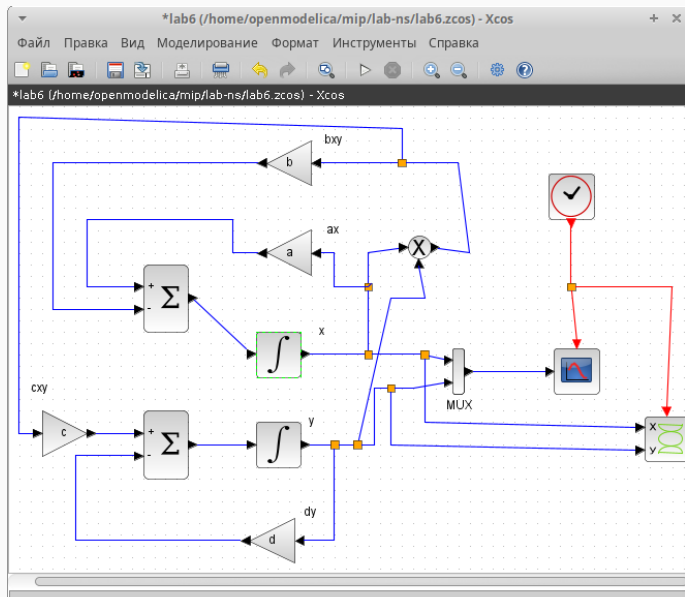 *lab6 (/home/openmodelica/mip/lab-ns/lab6.zcos) - Xcos
Файл Правка Вид Моделирование Формат Инструменты Справка
*lab6 (/home/openmodelica/mip/lab-ns/lab6.zcos) - Xcos
bxy
b
ax
a
X
+
-
Σ
x
∫
cxy
c
+
-
Σ
y
∫
MUX
X
Y
dy
d